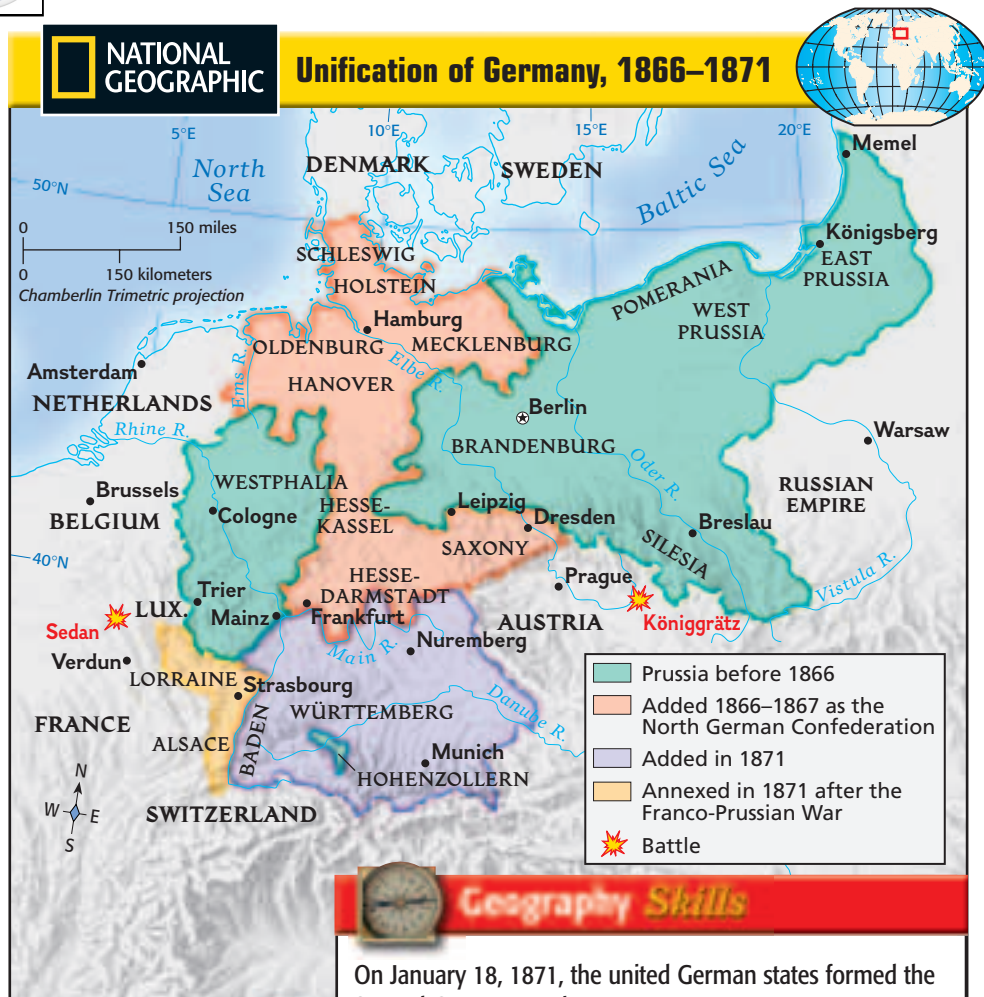 NATIONAL
GEOGRAPHIC
Unification of Germany, 1866–1871
5°E
10°E
15°E
20°E
50°N
40°N
North
Sea
DENMARK
SWEDEN
Baltic Sea
Memel
0 150 miles
0 150 kilometers
Chamberlin Trimetric projection
Königsberg
EAST
PRUSSIA
SCHLESWIG
HOLSTEIN
POMERANIA
WEST
PRUSSIA
Hamburg
OLDENBURG
MECKLENBURG
Elbe R.
Ems R.
HANOVER
Amsterdam
NETHERLANDS
Rhine R.
Berlin
BRANDENBURG
Oder R.
Warsaw
RUSSIAN
EMPIRE
Vistula R.
Brussels
BELGIUM
WESTPHALIA
Cologne
HESSE-
KASSEL
Leipzig
Dresden
SAXONY
Breslau
SILESIA
HESSE-
DARMSTADT
Prague
AUSTRIA
Königgrätz
Trier
LUX.
Mainz
Frankfurt
Sedan
Verdun
Main R.
Nuremberg
LORRAINE
Strasbourg
WÜRTTEMBERG
Danube R.
FRANCE
ALSACE
BADEN
Munich
HOHENZOLLERN
SWITZERLAND
N
W E
S
Prussia before 1866
Added 1866–1867 as the
North German Confederation
Added in 1871
Annexed in 1871 after the
Franco-Prussian War
Battle
Geography Skills
On January 18, 1871, the united German states formed the